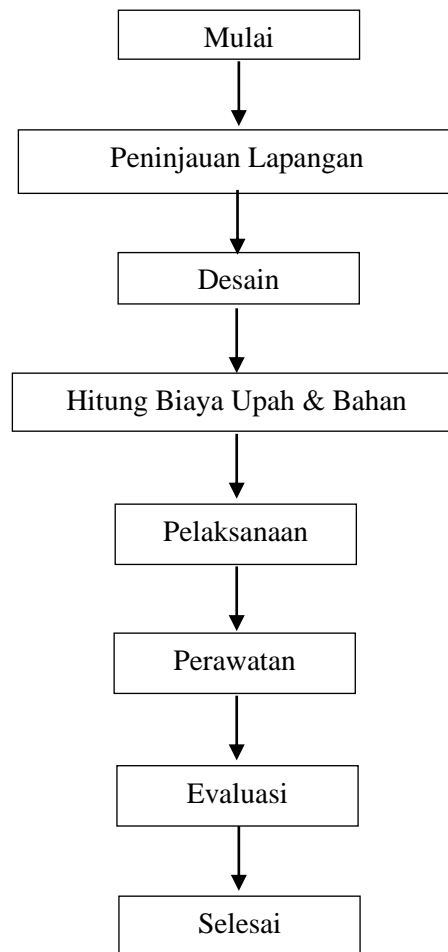 Mulai
Peninjauan Lapangan
Desain
Hitung Biaya Upah & Bahan
Pelaksanaan
Perawatan
Evaluasi
Selesai